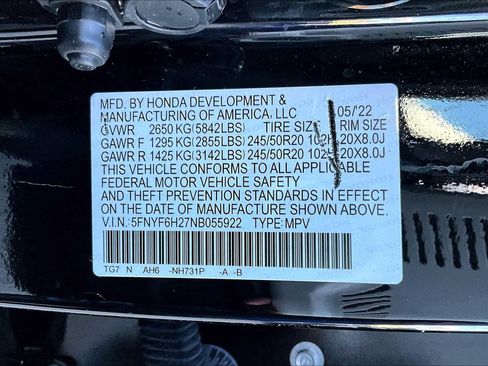 MFD. BY HONDA DEVELOPMENT &
MANUFACTURING OF AMERICA, LLC 05/'22
GVWR 2650 KG(5842LBS) TIRE SIZE RIM SIZE
GAWR F 1295 KG(2855LBS) 245/50R20 102 20X8.0J
GAWR R 1425 KG(3142LBS) 245/50R20 102 20X8.0J
THIS VEHICLE CONFORMS TO ALL APPLICABLE
FEDERAL MOTOR VEHICLE SAFETY
AND THEFT PREVENTION STANDARDS IN EFFECT
ON THE DATE OF MANUFACTURE SHOWN ABOVE.
V.I.N.: 5FNYF6H27NB055922 TYPE: MPV
TG7 N AH6 -NH731P -A -B